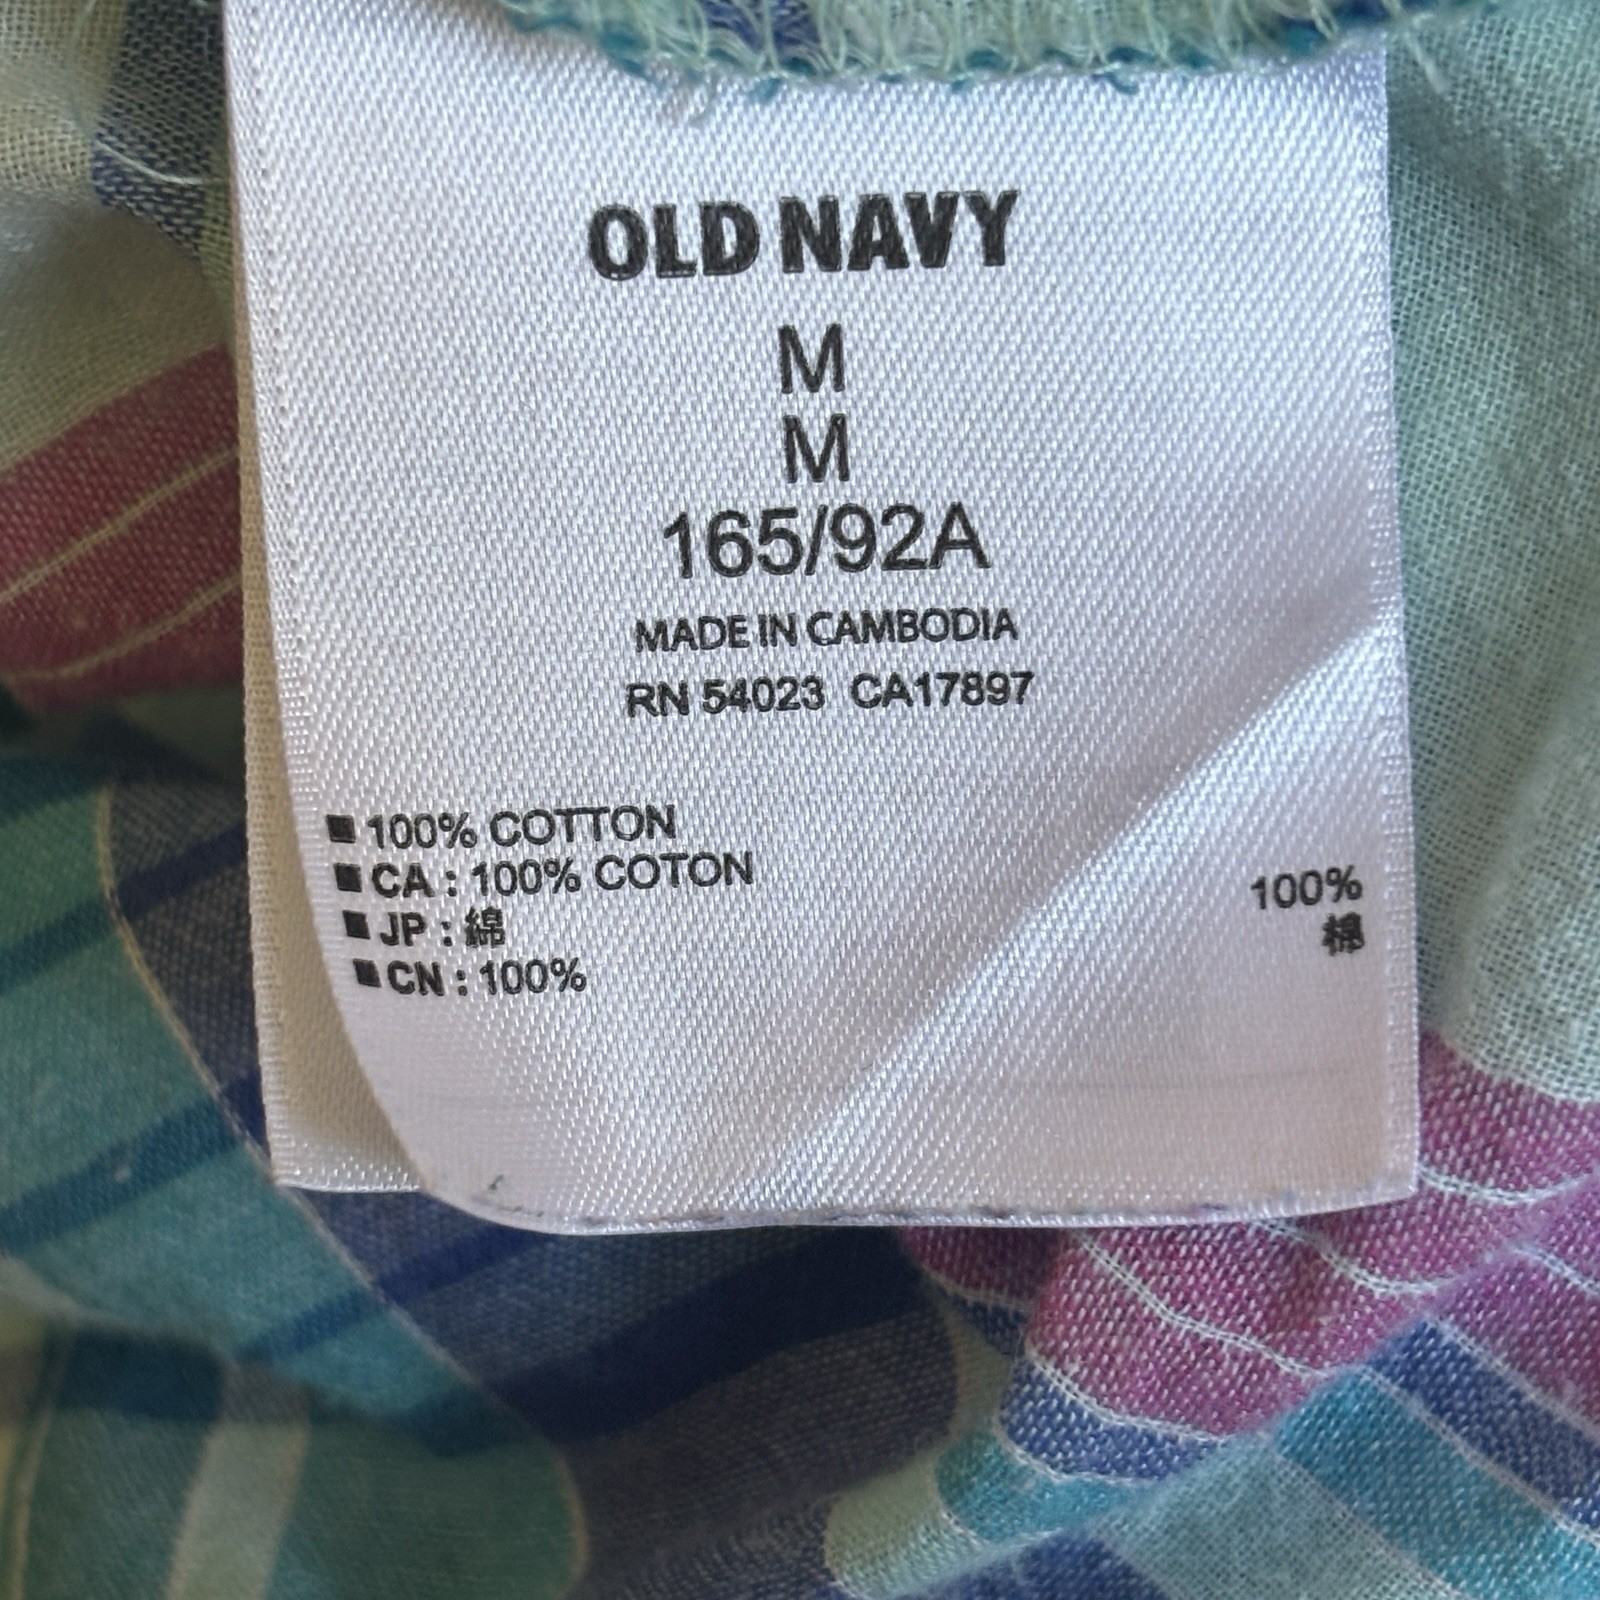 OLD NAVY
M
M
165/92A
MADE IN CAMBODIA
RN 54023 CA17897
■ 100% COTTON
■ CA : 100% COTON
■ JP : 綿 100%
■ CN : 100% 棉